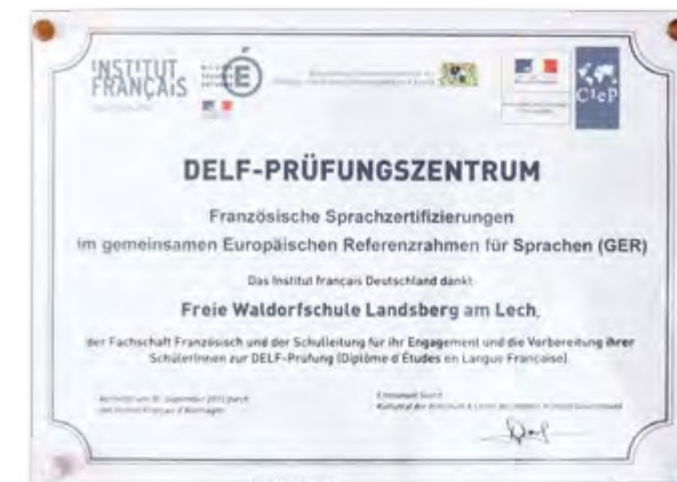 INSTITUT
FRANÇAIS
É
CIEP
DELF-PRÜFUNGSZENTRUM
Französische Sprachzertifizierungen
im gemeinsamen Europäischen Referenzrahmen für Sprachen (GER)
Das Institut français Deutschland dankt
Freie Waldorfschule Landsberg am Lech,
der Fachschaft Französisch und der Schulleitung für ihr Engagement und die Vorbereitung ihrer
SchülerInnen zur DELF-Prüfung (Diplôme d'Études en Langue Française).